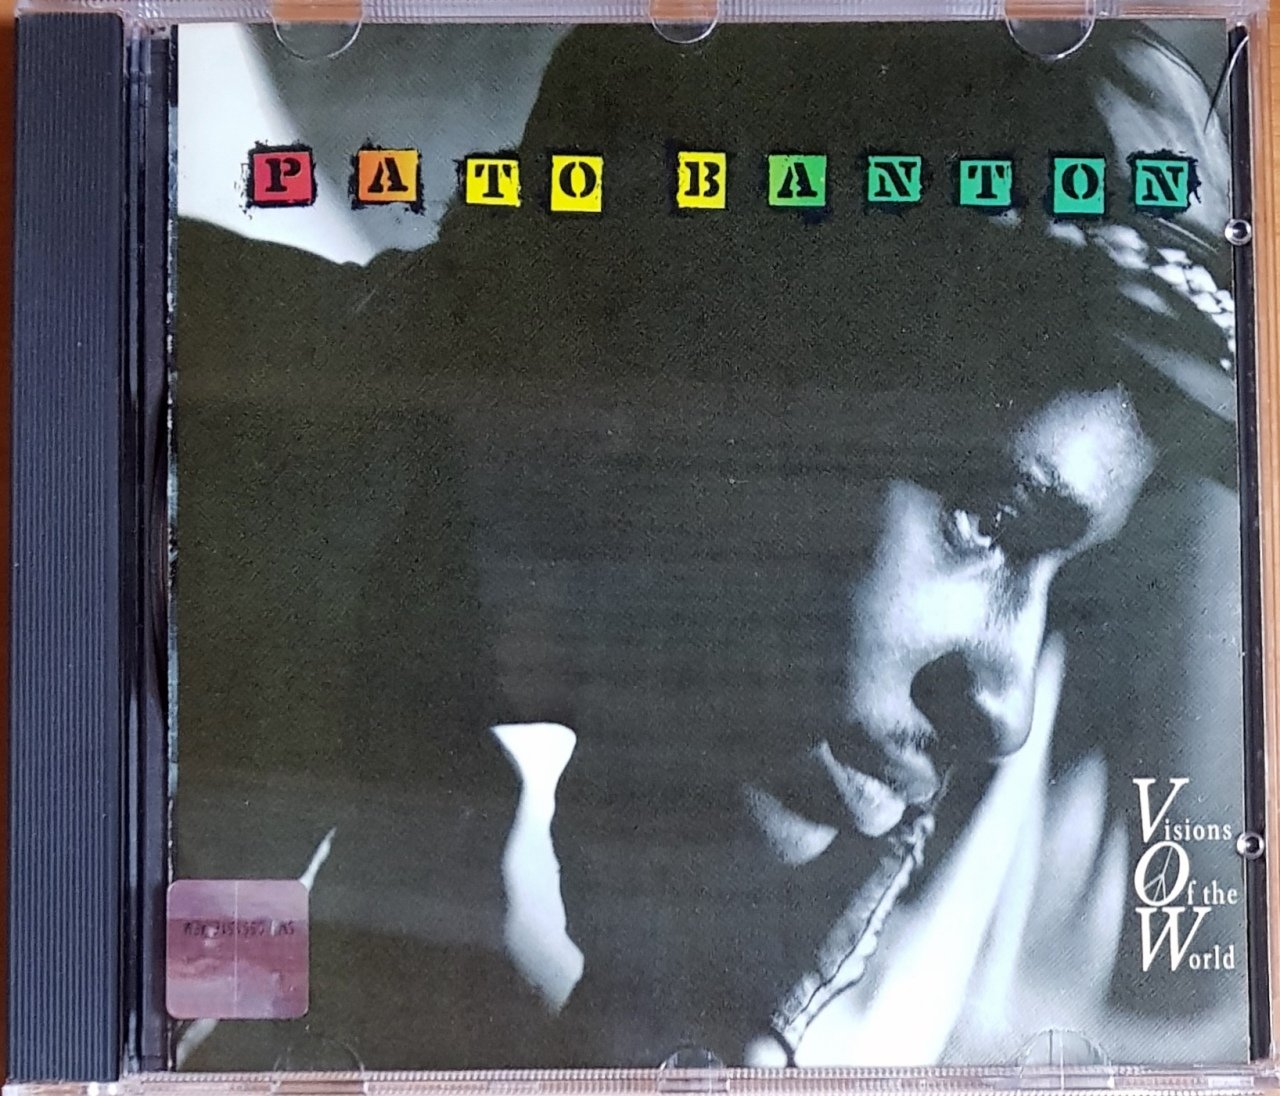 PATO BANTON
Visions
Of the
World